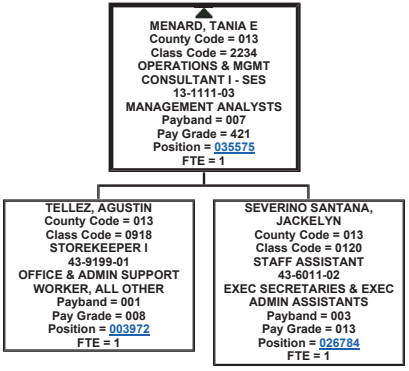 MENARD, TANIA E
County Code = 013
Class Code = 2234
OPERATIONS & MGMT
CONSULTANT I - SES
13-1111-03
MANAGEMENT ANALYSTS
Payband = 007
Pay Grade = 421
Position = 035575
FTE = 1
TELLEZ, AGUSTIN
County Code = 013
Class Code = 0918
STOREKEEPER I
43-9199-01
OFFICE & ADMIN SUPPORT
WORKER, ALL OTHER
Payband = 001
Pay Grade = 008
Position = 003972
FTE = 1
SEVERINO SANTANA,
JACKELYN
County Code = 013
Class Code = 0120
STAFF ASSISTANT
43-6011-02
EXEC SECRETARIES & EXEC
ADMIN ASSISTANTS
Payband = 003
Pay Grade = 013
Position = 026784
FTE = 1